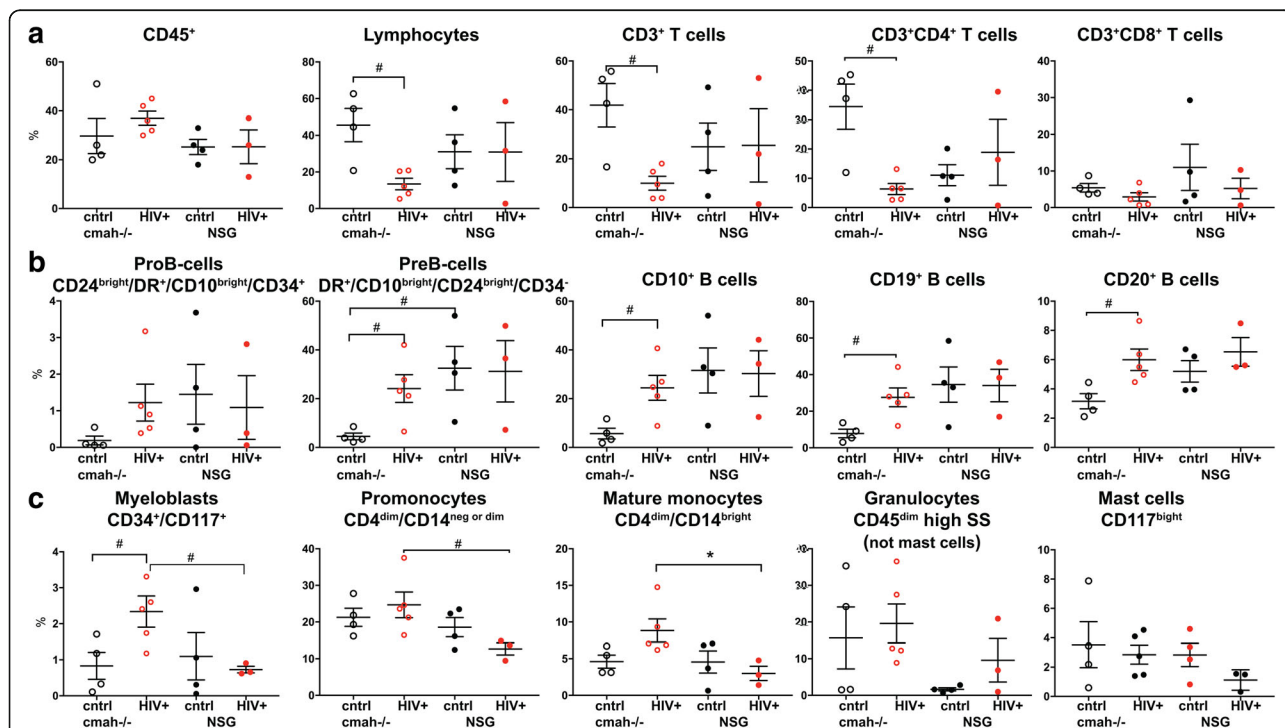 a
CD45+ Lymphocytes CD3+ T cells CD3+CD4+ T cells CD3+CD8+ T cells
# # #
60 80 60 50 40
40 60 40 30
20 40 20 20 20
0 20 0 10 10
% 0 0 0
cntrl HIV+ cntrl HIV+ cntrl HIV+ cntrl HIV+ cntrl HIV+ cntrl HIV+ cntrl HIV+ cntrl HIV+ cntrl HIV+ cntrl HIV+
cmah-/- NSG cmah-/- NSG cmah-/- NSG cmah-/- NSG cmah-/- NSG
b
ProB-cells PreB-cells CD10+ B cells CD19+ B cells CD20+ B cells
CD24bright/DR+/CD10bright/CD34+ DR+/CD10bright/CD24bright/CD34-
# # # # #
4 60 60 80 10
3 40 40 60 8
2 20 20 40 6
1 0 0 20 4
0 0 2
% 0
cntrl HIV+ cntrl HIV+ cntrl HIV+ cntrl HIV+ cntrl HIV+ cntrl HIV+ cntrl HIV+ cntrl HIV+ cntrl HIV+ cntrl HIV+
cmah-/- NSG cmah-/- NSG cmah-/- NSG cmah-/- NSG cmah-/- NSG
c
Myeloblasts Promonocytes Mature monocytes Granulocytes Mast cells
CD34+/CD117+ CD4dim/CD14neg or dim CD4dim/CD14bright CD45dim high SS CD117bight
(not mast cells)
# # # *
4 40 20 30 10
3 30 15 20 8
2 20 10 10 6
1 10 5 0 4
0 0 0 2
% 0
cntrl HIV+ cntrl HIV+ cntrl HIV+ cntrl HIV+ cntrl HIV+ cntrl HIV+ cntrl HIV+ cntrl HIV+ cntrl HIV+ cntrl HIV+
cmah-/- NSG cmah-/- NSG cmah-/- NSG cmah-/- NSG cmah-/- NSG